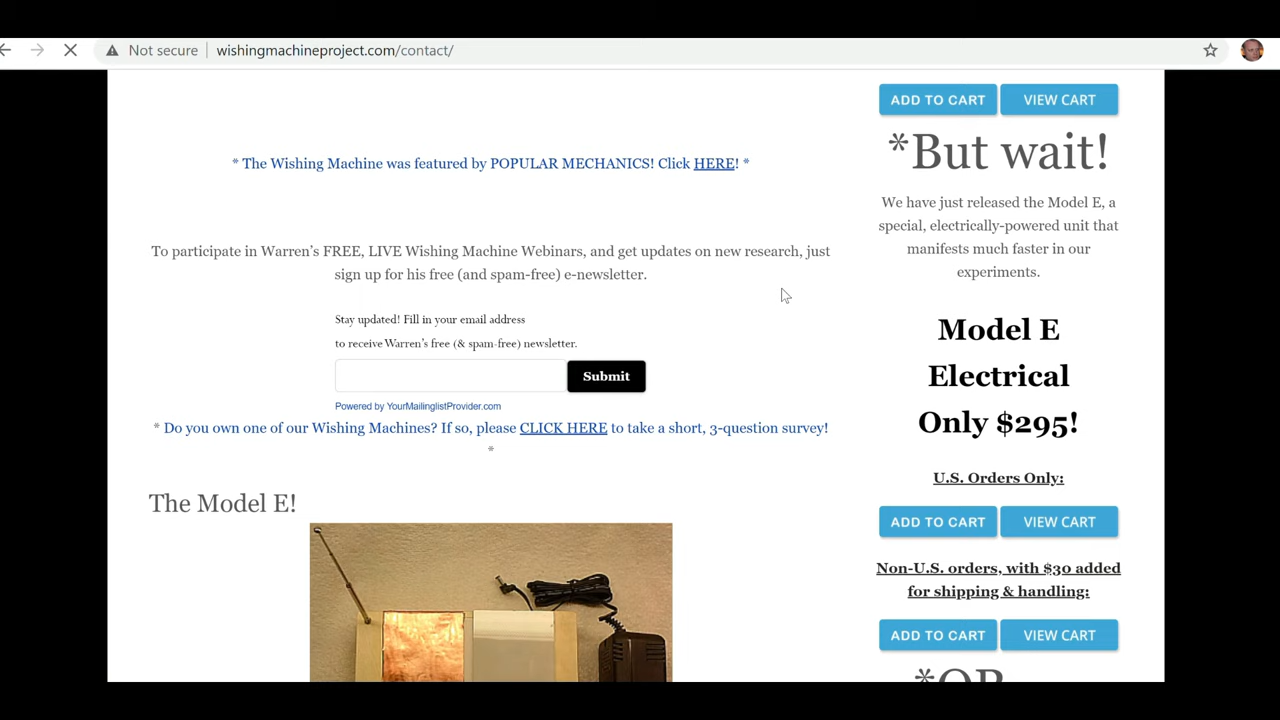 Not secure
wishingmachineproject.com/contact/
* The Wishing Machine was featured by POPULAR MECHANICS! Click HERE! *
To participate in Warren’s FREE, LIVE Wishing Machine Webinars, and get updates on new research, just
sign up for his free (and spam-free) e-newsletter.
Stay updated! Fill in your email address
to receive Warren's free (& spam-free) newsletter.
Submit
Powered by YourMailinglistProvider.com
* Do you own one of our Wishing Machines? If so, please CLICK HERE to take a short, 3-question survey!
*
The Model E!
ADD TO CART
VIEW CART
*But wait!
We have just released the Model E, a
special, electrically-powered unit that
manifests much faster in our
experiments.
Model E
Electrical
Only $295!
U.S. Orders Only:
ADD TO CART
VIEW CART
Non-U.S. orders, with $30 added
for shipping & handling:
ADD TO CART
VIEW CART
*OR